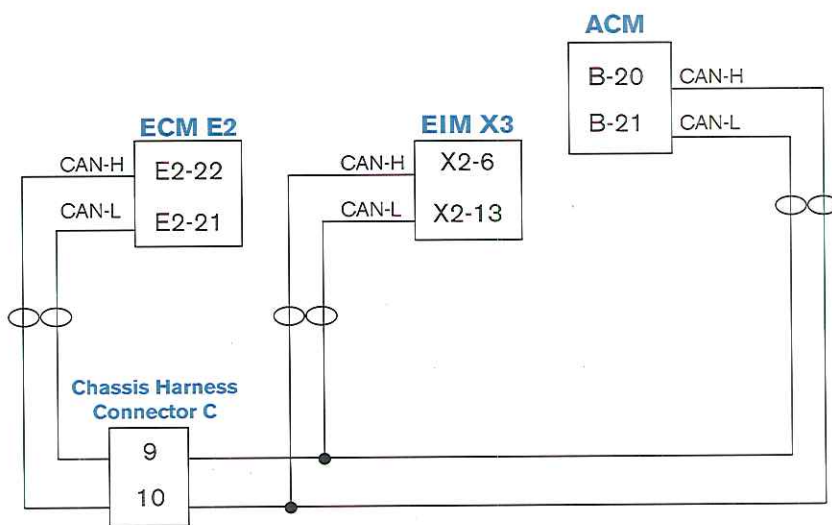 ACM
B-20
CAN-H
B-21
CAN-L
ECM E2
CAN-H
E2-22
CAN-L
E2-21
EIM X3
CAN-H
X2-6
CAN-L
X2-13
Chassis Harness
Connector C
9
10